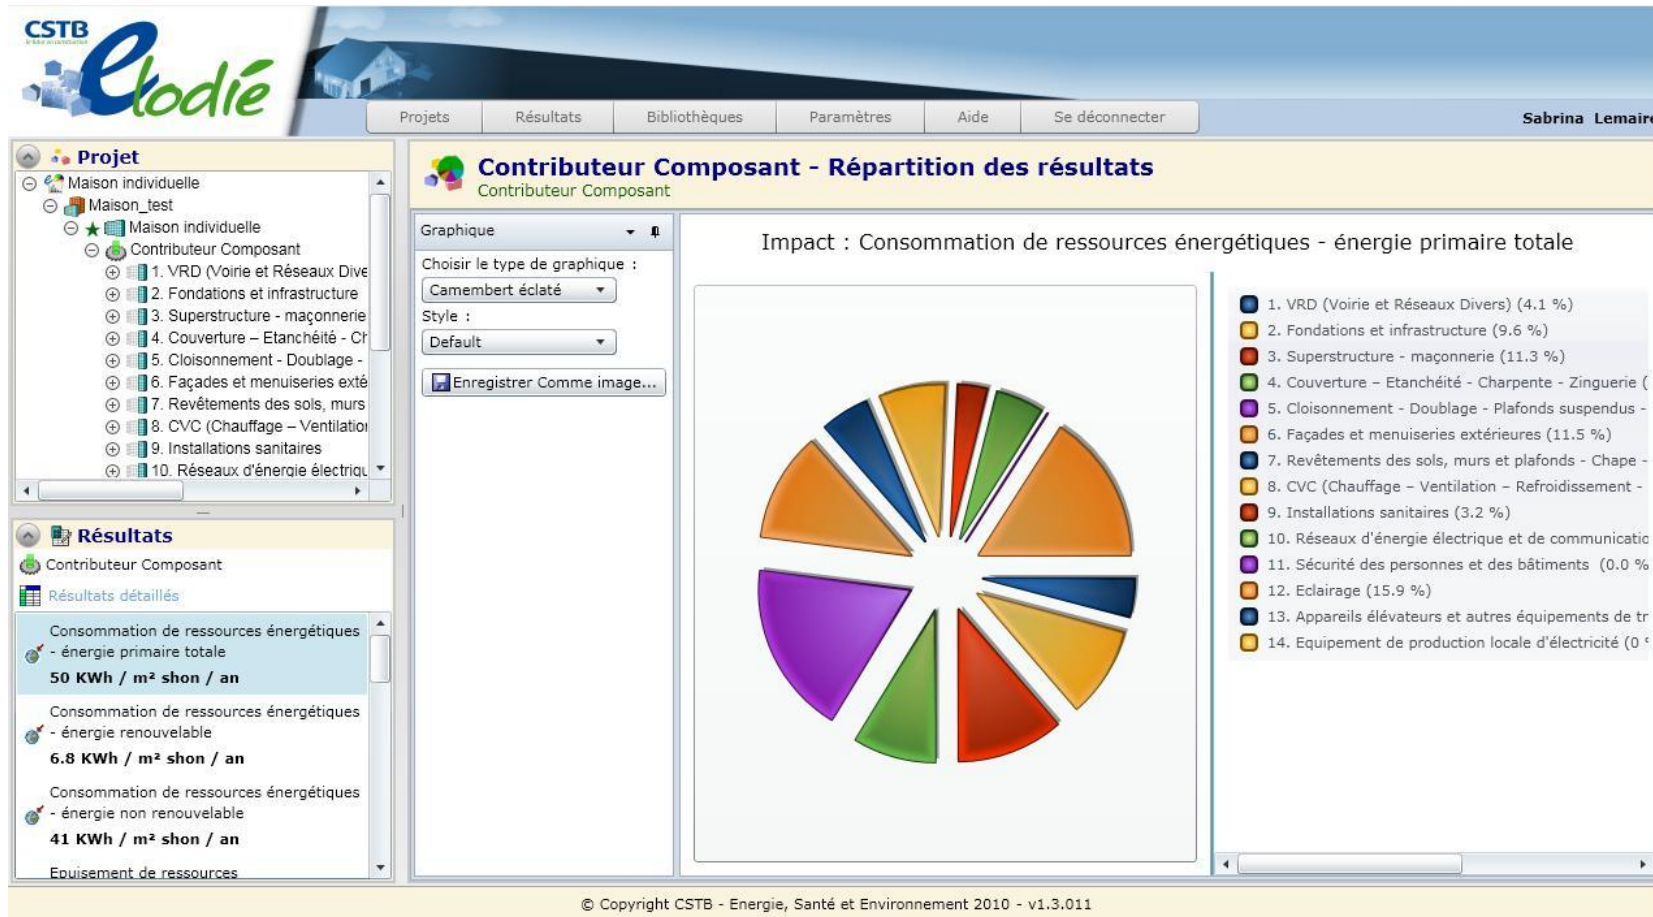 CSTB
elodie
Projets
Résultats
Bibliothèques
Paramètres
Aide
Se déconnecter
Sabrina Lemaire
Projet
Maison individuelle
Maison_test
Maison individuelle
Contributeur Composant
1. VRD (Voirie et Réseaux Dive
2. Fondations et infrastructure
3. Superstructure - maçonnerie
4. Couverture – Etanchéité - Ch
5. Cloisonnement - Doublage -
6. Façades et menuiseries exté
7. Revêtements des sols, murs
8. CVC (Chauffage – Ventilation
9. Installations sanitaires
10. Réseaux d'énergie électriqu
Résultats
Contributeur Composant
Résultats détaillés
Consommation de ressources énergétiques
- énergie primaire totale
50 KWh / m² shon / an
Consommation de ressources énergétiques
- énergie renouvelable
6.8 KWh / m² shon / an
Consommation de ressources énergétiques
- énergie non renouvelable
41 KWh / m² shon / an
Epuisement de ressources
Contributeur Composant - Répartition des résultats
Contributeur Composant
Graphique
Choisir le type de graphique :
Camembert éclaté
Style :
Default
Enregistrer Comme image...
Impact : Consommation de ressources énergétiques - énergie primaire totale
1. VRD (Voirie et Réseaux Divers) (4.1 %)
2. Fondations et infrastructure (9.6 %)
3. Superstructure - maçonnerie (11.3 %)
4. Couverture – Etanchéité - Charpente - Zinguerie (
5. Cloisonnement - Doublage - Plafonds suspendus -
6. Façades et menuiseries extérieures (11.5 %)
7. Revêtements des sols, murs et plafonds - Chape -
8. CVC (Chauffage – Ventilation – Refroidissement -
9. Installations sanitaires (3.2 %)
10. Réseaux d'énergie électrique et de communicatio
11. Sécurité des personnes et des bâtiments (0.0 %
12. Eclairage (15.9 %)
13. Appareils élévateurs et autres équipements de tr
14. Equipement de production locale d'électricité (0 %
© Copyright CSTB - Energie, Santé et Environnement 2010 - v1.3.011